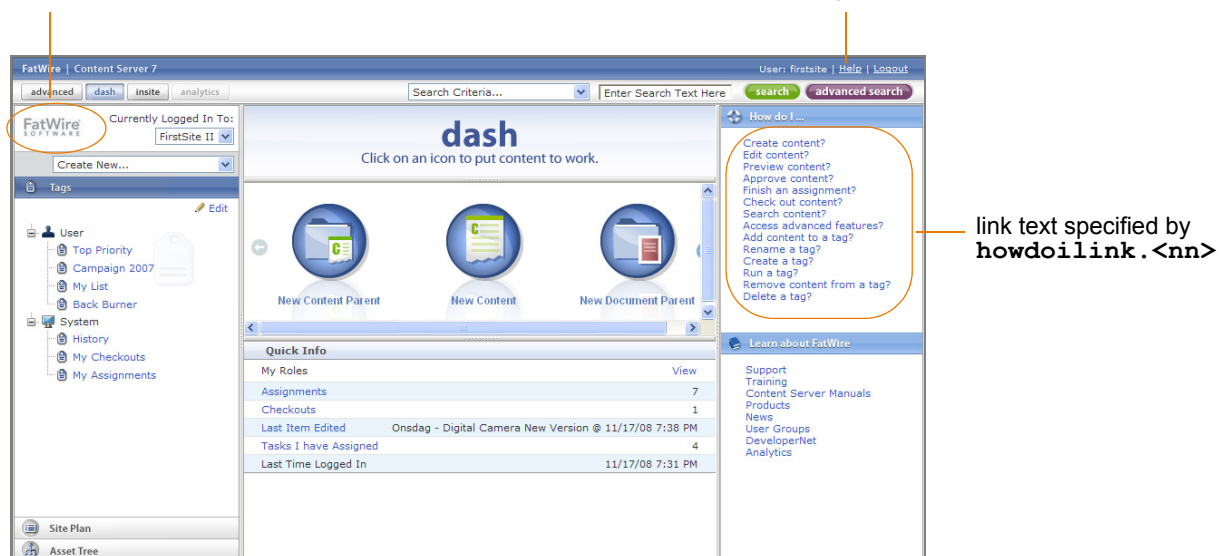 FatWire | Content Server 7
User: firstsite | Help | Logout
advanced dash insite analytics
Search Criteria...
Enter Search Text Here
search
advanced search
FatWire
SOFTWARE
Currently Logged In To:
FirstSite II
Create New...
Tags
Edit
User
Top Priority
Campaign 2007
My List
Back Burner
System
History
My Checkouts
My Assignments
Site Plan
Asset Tree
dash
Click on an icon to put content to work.
New Content Parent
New Content
New Document Parent
Quick Info
My Roles View
Assignments 7
Checkouts 1
Last Item Edited Onsdag - Digital Camera New Version @ 11/17/08 7:38 PM
Tasks I have Assigned 4
Last Time Logged In 11/17/08 7:31 PM
How do I ...
Create content?
Edit content?
Preview content?
Approve content?
Finish an assignment?
Check out content?
Search content?
Access advanced features?
Add content to a tag?
Rename a tag?
Create a tag?
Run a tag?
Remove content from a tag?
Delete a tag?
Learn about FatWire
Support
Training
Content Server Manuals
Products
News
User Groups
DeveloperNet
Analytics
link text specified by
howdoilink.<nn>